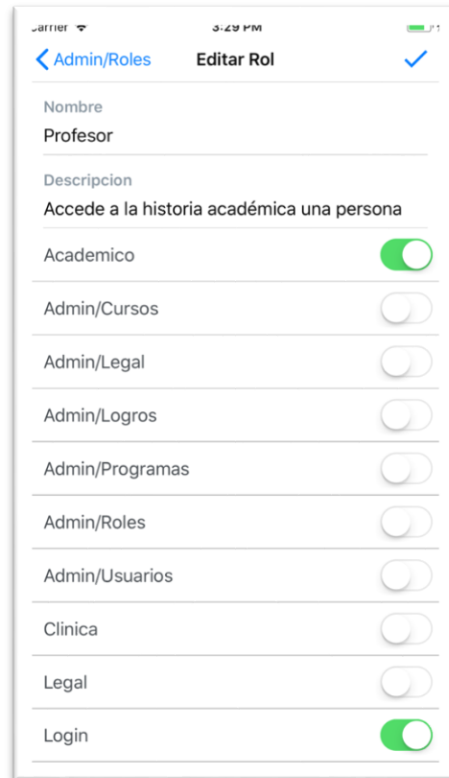 3:29 PM
Admin/Roles Editar Rol
Nombre
Profesor
Descripcion
Accede a la historia académica una persona
Academico
Admin/Cursos
Admin/Legal
Admin/Logros
Admin/Programas
Admin/Roles
Admin/Usuarios
Clinica
Legal
Login